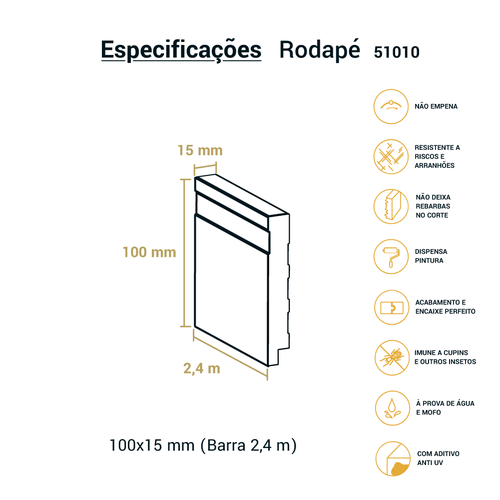 Especificações Rodapé 51010
NÃO EMPENA
15 mm
RESISTENTE A
RISCOS E
ARRANHÕES
NÃO DEIXA
REBARBAS
NO CORTE
100 mm
DISPENSA
PINTURA
ACABAMENTO E
ENCAIXE PERFEITO
IMUNE A CUPINS
E OUTROS INSETOS
2,4 m
À PROVA DE ÁGUA
E MOFO
100x15 mm (Barra 2,4 m)
COM ADITIVO
ANTI UV